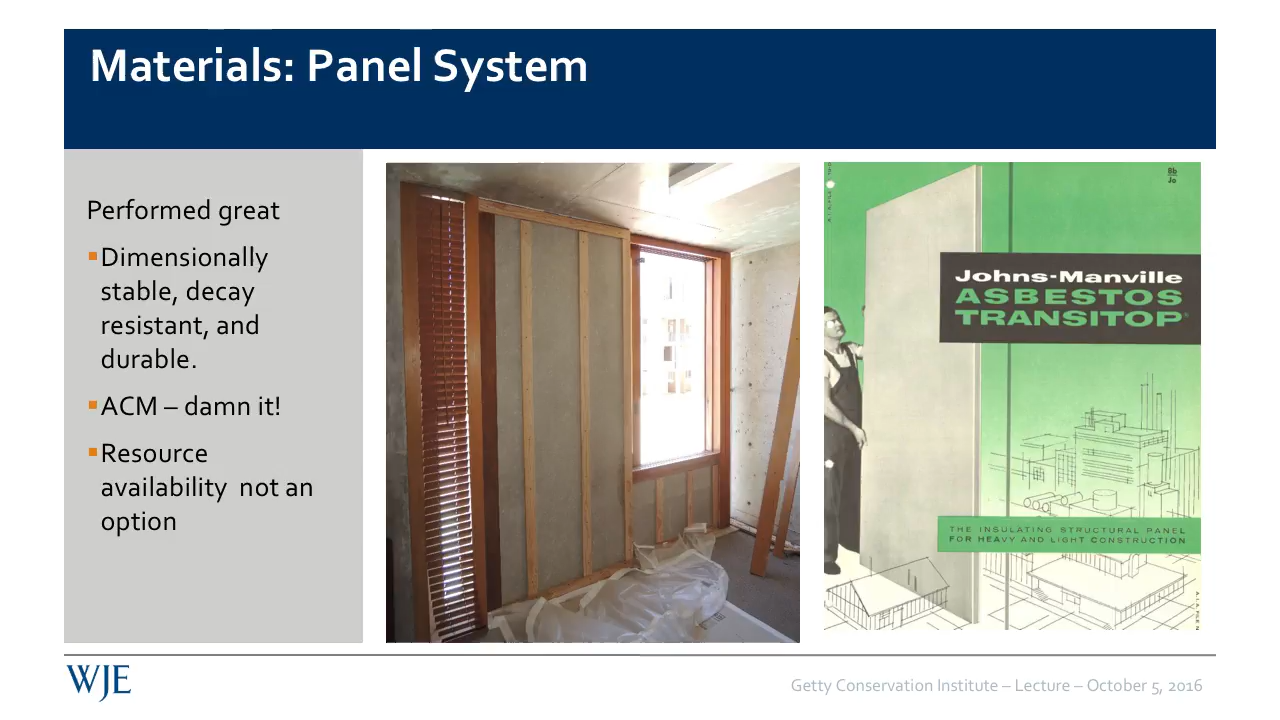 Materials: Panel System
Performed great
▪Dimensionally
stable, decay
resistant, and
durable.
▪ACM – damn it!
▪Resource
availability  not an
option
8b
Jo
Johns-Manville
ASBESTOS
TRANSITOP®
THE INSULATING STRUCTURAL PANEL
FOR HEAVY AND LIGHT CONSTRUCTION
WJE
Getty Conservation Institute – Lecture – October 5, 2016